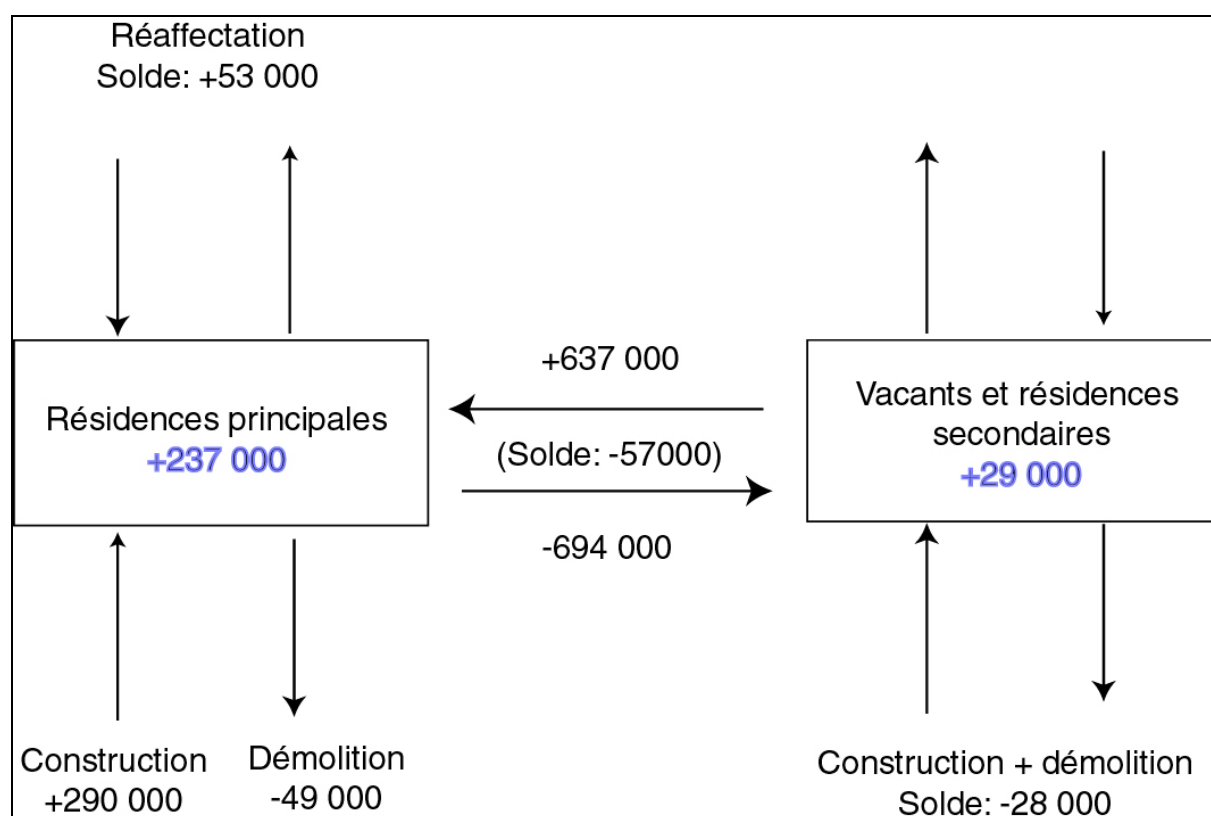 Réaffectation
Solde: +53 000
Résidences principales
+237 000
+637 000
(Solde: -57000)
-694 000
Vacants et résidences
secondaires
+29 000
Construction
+290 000
Démolition
-49 000
Construction + démolition
Solde: -28 000